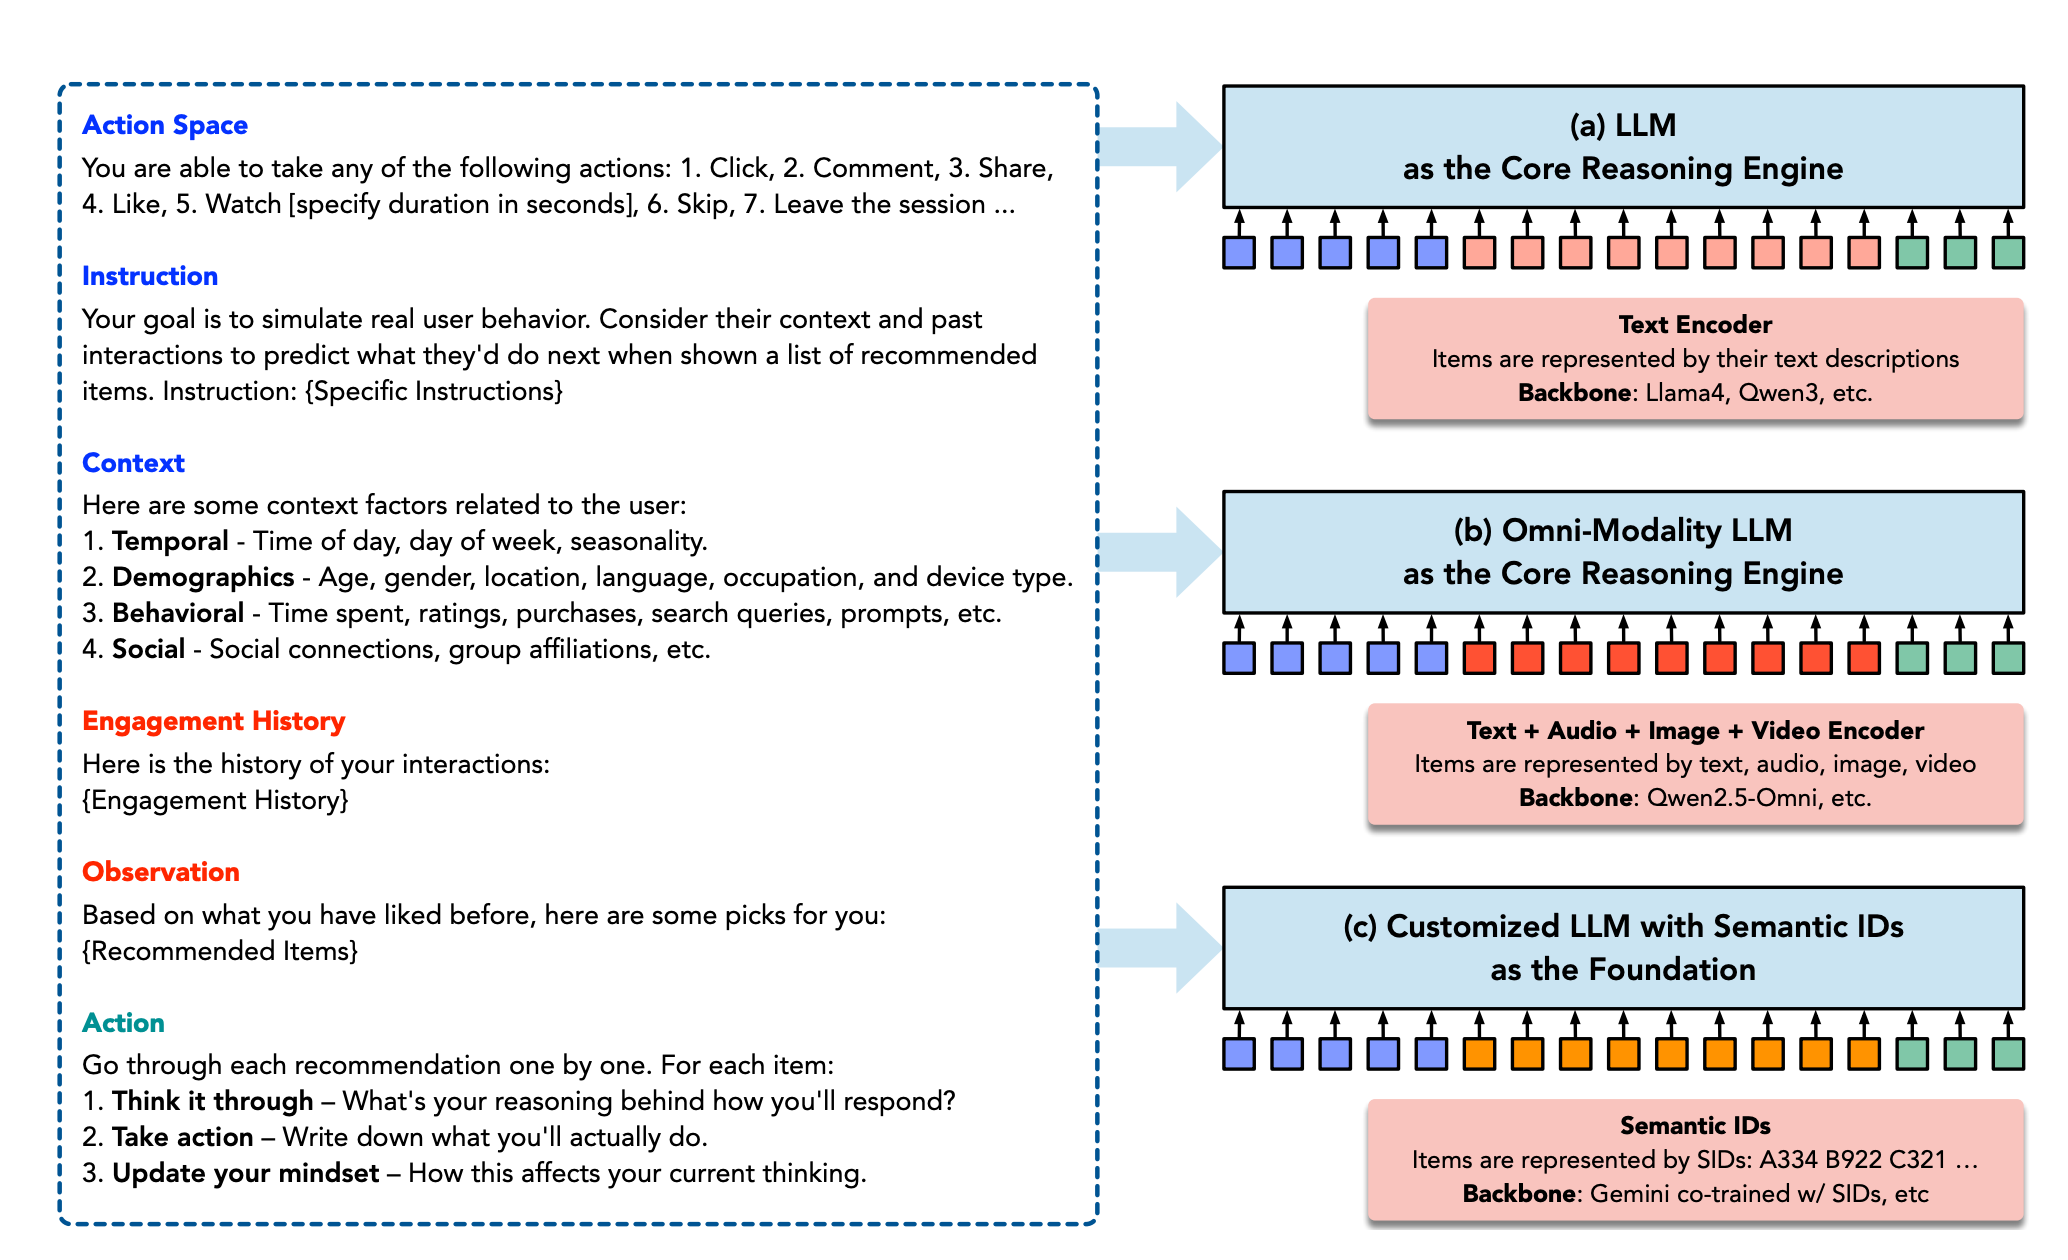 Action Space
You are able to take any of the following actions: 1. Click, 2. Comment, 3. Share,
4. Like, 5. Watch [specify duration in seconds], 6. Skip, 7. Leave the session ...
Instruction
Your goal is to simulate real user behavior. Consider their context and past
interactions to predict what they'd do next when shown a list of recommended
items. Instruction: {Specific Instructions}
Context
Here are some context factors related to the user:
1. Temporal - Time of day, day of week, seasonality.
2. Demographics - Age, gender, location, language, occupation, and device type.
3. Behavioral - Time spent, ratings, purchases, search queries, prompts, etc.
4. Social - Social connections, group affiliations, etc.
Engagement History
Here is the history of your interactions:
{Engagement History}
Observation
Based on what you have liked before, here are some picks for you:
{Recommended Items}
Action
Go through each recommendation one by one. For each item:
1. Think it through – What's your reasoning behind how you'll respond?
2. Take action – Write down what you'll actually do.
3. Update your mindset – How this affects your current thinking.
(a) LLM
as the Core Reasoning Engine
Text Encoder
Items are represented by their text descriptions
Backbone: Llama4, Qwen3, etc.
(b) Omni-Modality LLM
as the Core Reasoning Engine
Text + Audio + Image + Video Encoder
Items are represented by text, audio, image, video
Backbone: Qwen2.5-Omni, etc.
(c) Customized LLM with Semantic IDs
as the Foundation
Semantic IDs
Items are represented by SIDs: A334 B922 C321 ...
Backbone: Gemini co-trained w/ SIDs, etc